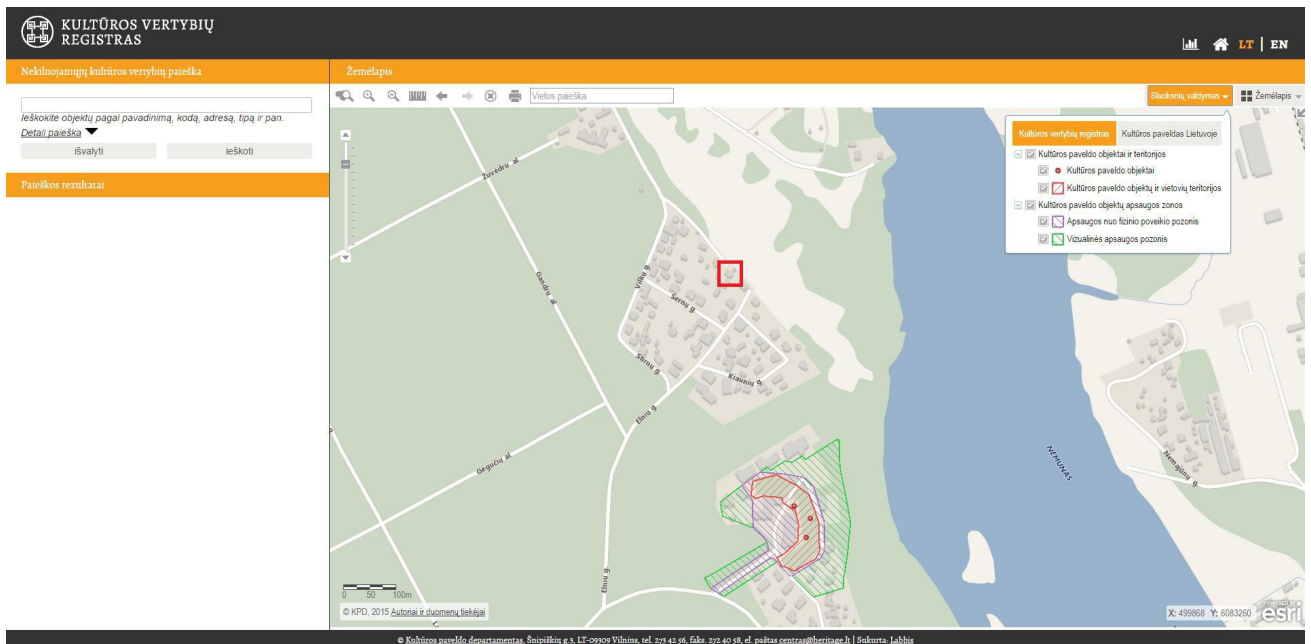 KULTŪROS VERTYBIŲ
REGISTRAS
LT | EN
Nekilnojamųjų kultūros vertybių paieška
Žemėlapis
Vietos paieška
Sluoksnių valdymas
Žemėlapis
Ieškokite objektų pagal pavadinimą, kodą, adresą, tipą ir pan.
Detali paieška
išvalyti
ieškoti
Paieškos rezultatai
Kultūros vertybių registras
Kultūros paveldas Lietuvoje
Kultūros paveldo objektai ir teritorijos
Kultūros paveldo objektai
Kultūros paveldo objektų ir vietovių teritorijos
Kultūros paveldo objektų apsaugos zonos
Apsaugos nuo fizinio poveikio pozonis
Vizualinės apsaugos pozonis
Žuvėdrų al.
Gandrų al.
Vilkų g.
Šernų g.
Stirnų g.
Kiaunių g.
Elnių g.
Gegučių al.
NEMUNAS
Nemajūnų g.
Elnių g.
0 50 100m
© KPD, 2015 Autoriai ir duomenų tiekėjai
X: 499868 Y: 6083260
esri
© Kultūros paveldo departamentas, Šnipiškių g.3, LT-09309 Vilnius, tel. 273 42 56, faks. 272 40 58, el. paštas centras@heritage.lt | Sukurta: Labbis